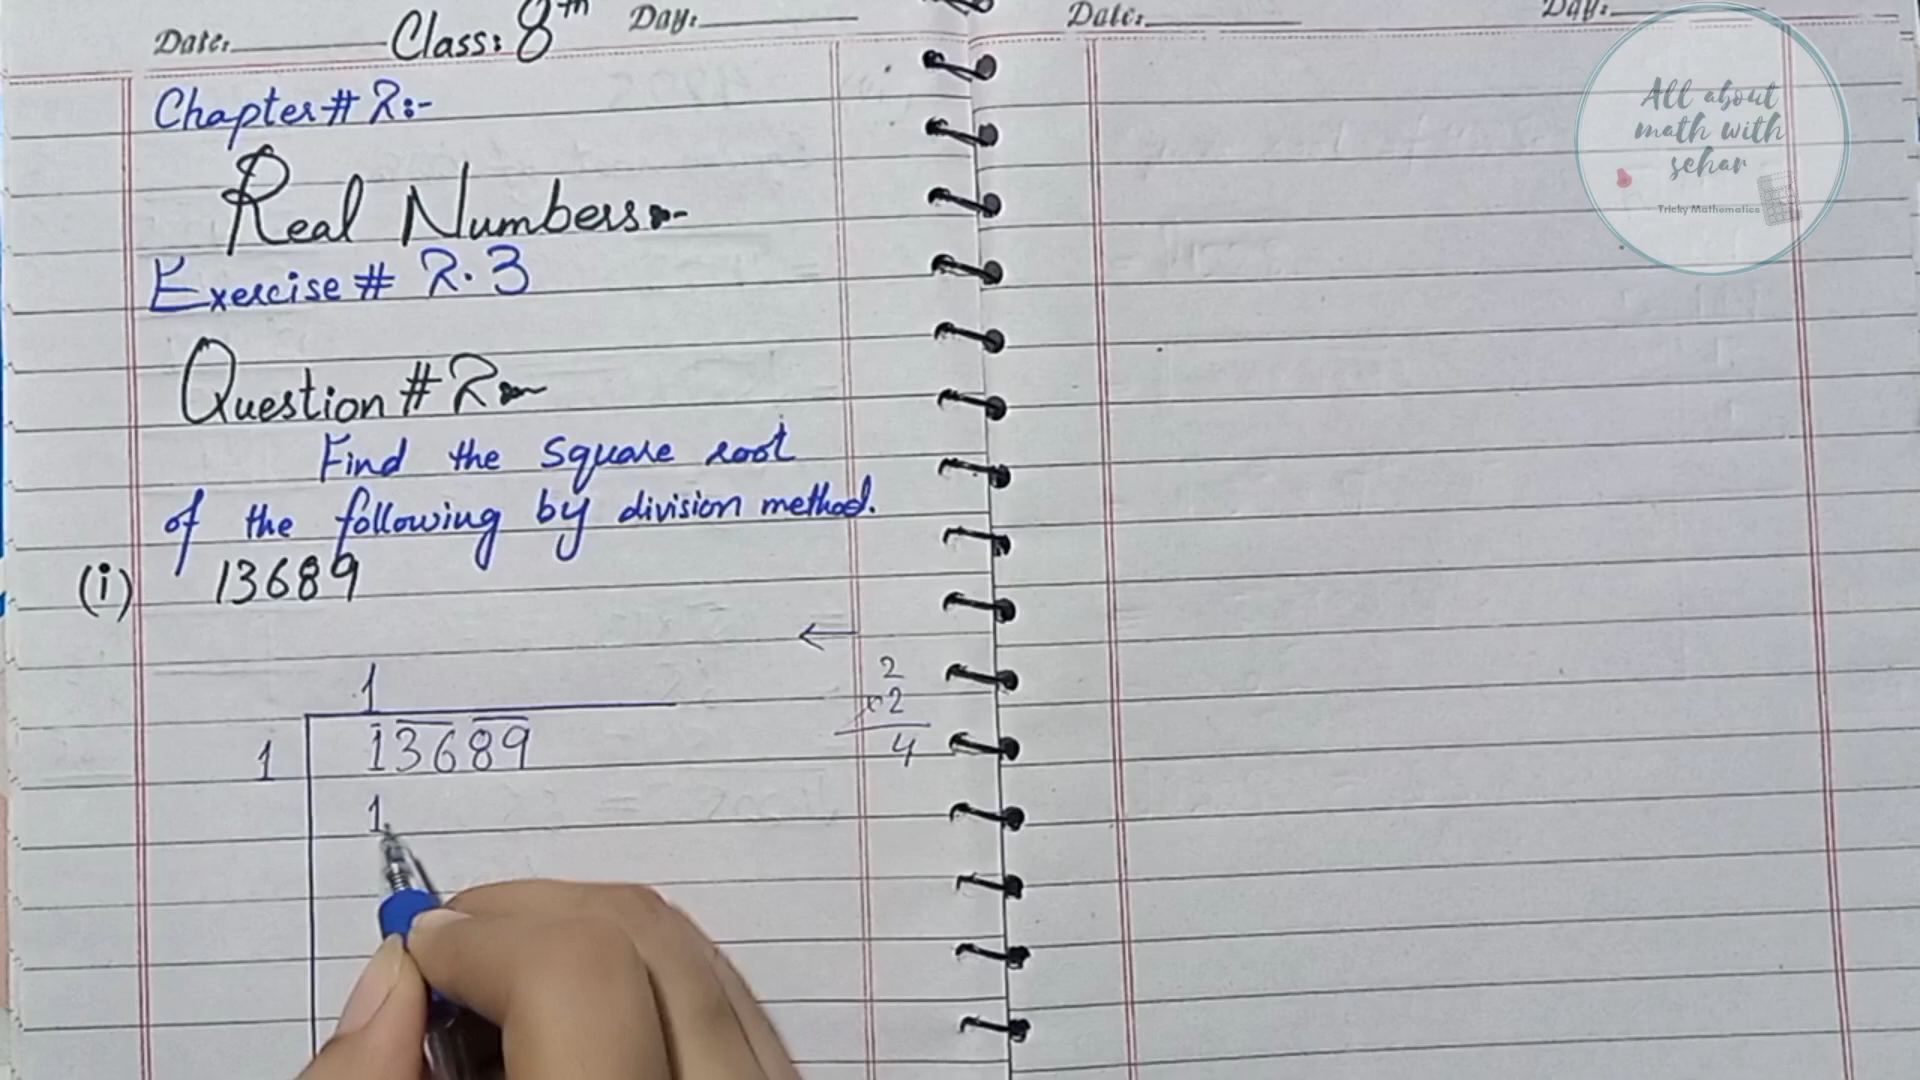 Date: Class: 8th Day:
Chapter # 2:-
Real Numbers:-
Exercise # 2.3
Question # 2:-
Find the square root
of the following by division method.
(i) 13689
←
1
1 13689
1
2
×2
4
Date: Day:
All about
math with
sehar
Tricky Mathematics